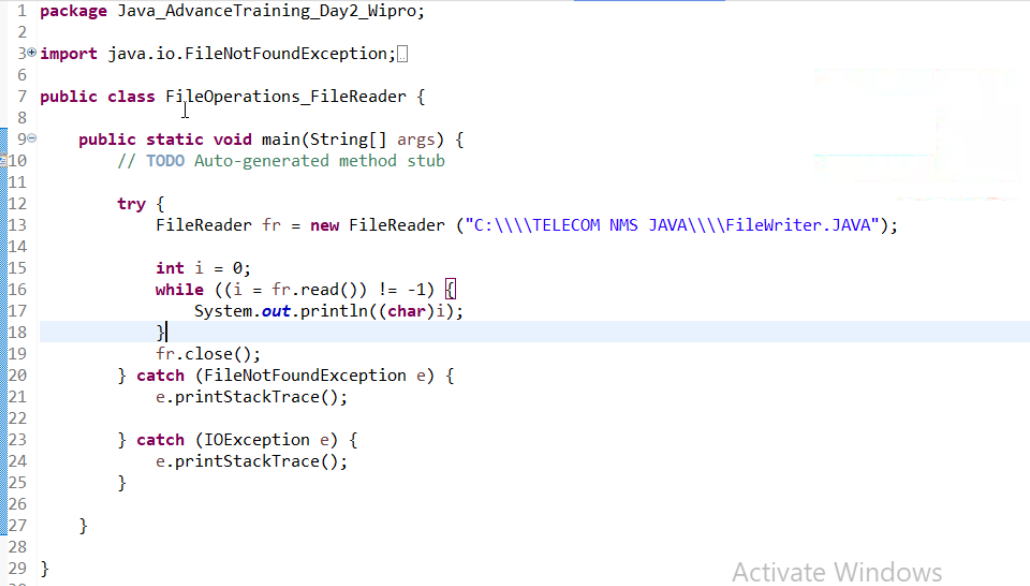 1 package Java_AdvanceTraining_Day2_Wipro;
2
3 import java.io.FileNotFoundException;
6
7 public class FileOperations_FileReader {
8
9 public static void main(String[] args) {
10 // TODO Auto-generated method stub
11
12 try {
13 FileReader fr = new FileReader ("C:\\\\TELECOM NMS JAVA\\\\FileWriter.JAVA");
14
15 int i = 0;
16 while ((i = fr.read()) != -1) {
17 System.out.println((char)i);
18 }
19 fr.close();
20 } catch (FileNotFoundException e) {
21 e.printStackTrace();
22
23 } catch (IOException e) {
24 e.printStackTrace();
25 }
26
27 }
28
29 }
Activate Windows